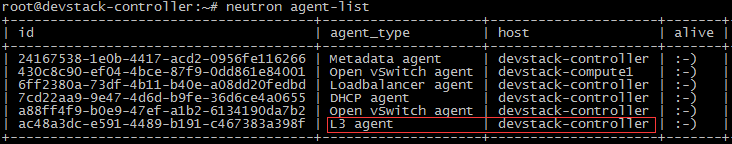 root@devstack-controller:~# neutron agent-list
+--------------------------------------+--------------------+---------------------+-------+
| id | agent_type | host | alive |
+--------------------------------------+--------------------+---------------------+-------+
| 24167538-1e0b-4417-acd2-0956fe116266 | Metadata agent | devstack-controller | :-) |
| 430c8c90-ef04-4bce-87f9-0dd861e84001 | Open vSwitch agent | devstack-compute1 | :-) |
| 6ff2380a-73df-4b11-b40e-a08dd20fedbd | Loadbalancer agent | devstack-controller | :-) |
| 7cd22aa9-9e47-4d6d-b9fe-36d6ce4a0655 | DHCP agent | devstack-controller | :-) |
| a88ff4f9-b0e9-47ef-a1b2-6134190da7b2 | Open vSwitch agent | devstack-controller | :-) |
| ac48a3dc-e591-4489-b191-c467383a398f | L3 agent | devstack-controller | :-) |
+--------------------------------------+--------------------+---------------------+-------+